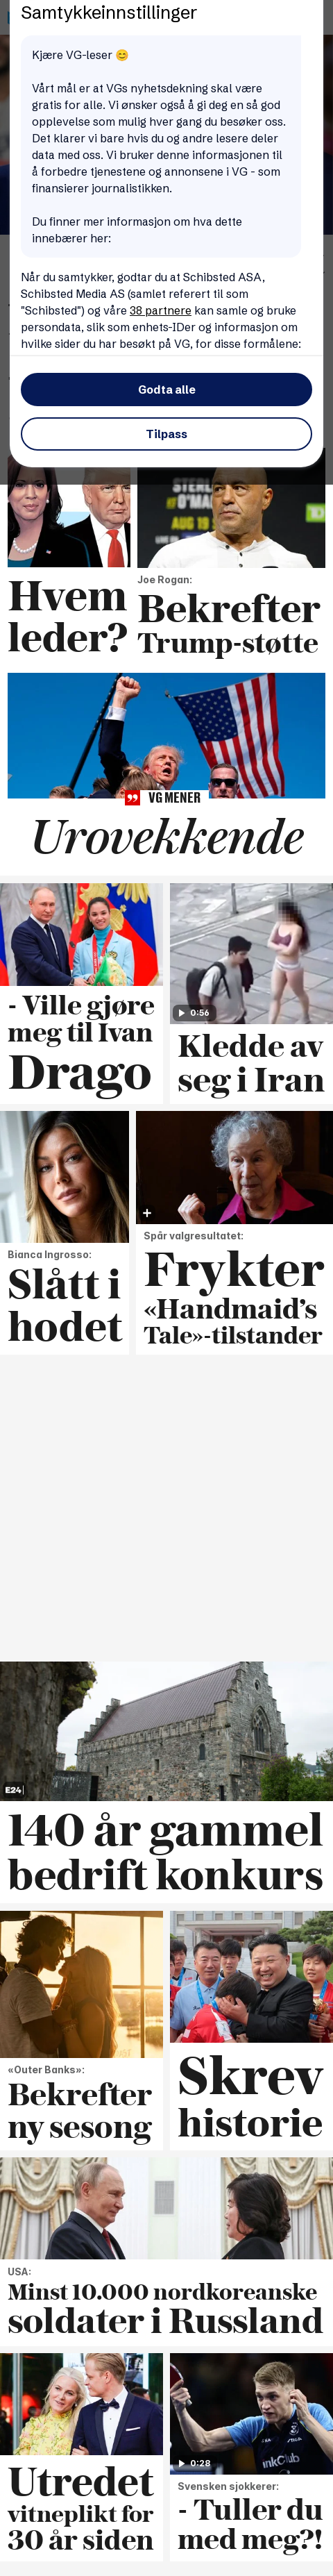 Samtykkeinnstillinger
Kjære VG-leser 😊
Vårt mål er at VGs nyhetsdekning skal være
gratis for alle. Vi ønsker også å gi deg en så god
opplevelse som mulig hver gang du besøker oss.
Det klarer vi bare hvis du og andre lesere deler
data med oss. Vi bruker denne informasjonen til
å forbedre tjenestene og annonsene i VG - som
finansierer journalistikken.
Du finner mer informasjon om hva dette
innebærer her:
Når du samtykker, godtar du at Schibsted ASA,
Schibsted Media AS (samlet referert til som
"Schibsted") og våre 38 partnere kan samle og bruke
persondata, slik som enhets-IDer og informasjon om
hvilke sider du har besøkt på VG, for disse formålene:
Godta alle
Tilpass
Hvem
leder?
Joe Rogan:
Bekrefter
Trump-støtte
VG MENER
Urovekkende
- Ville gjøre
meg til Ivan
Drago
0:56
Kledde av
seg i Iran
Bianca Ingrosso:
Slått i
hodet
Spår valgresultatet:
Frykter
«Handmaid's
Tale»-tilstander
E24
140 år gammel
bedrift konkurs
«Outer Banks»:
Bekrefter
ny sesong
Skrev
historie
USA:
Minst 10.000 nordkoreanske
soldater i Russland
Utredet
vitneplikt for
30 år siden
0:28
Svensken sjokkerer:
- Tuller du
med meg?!